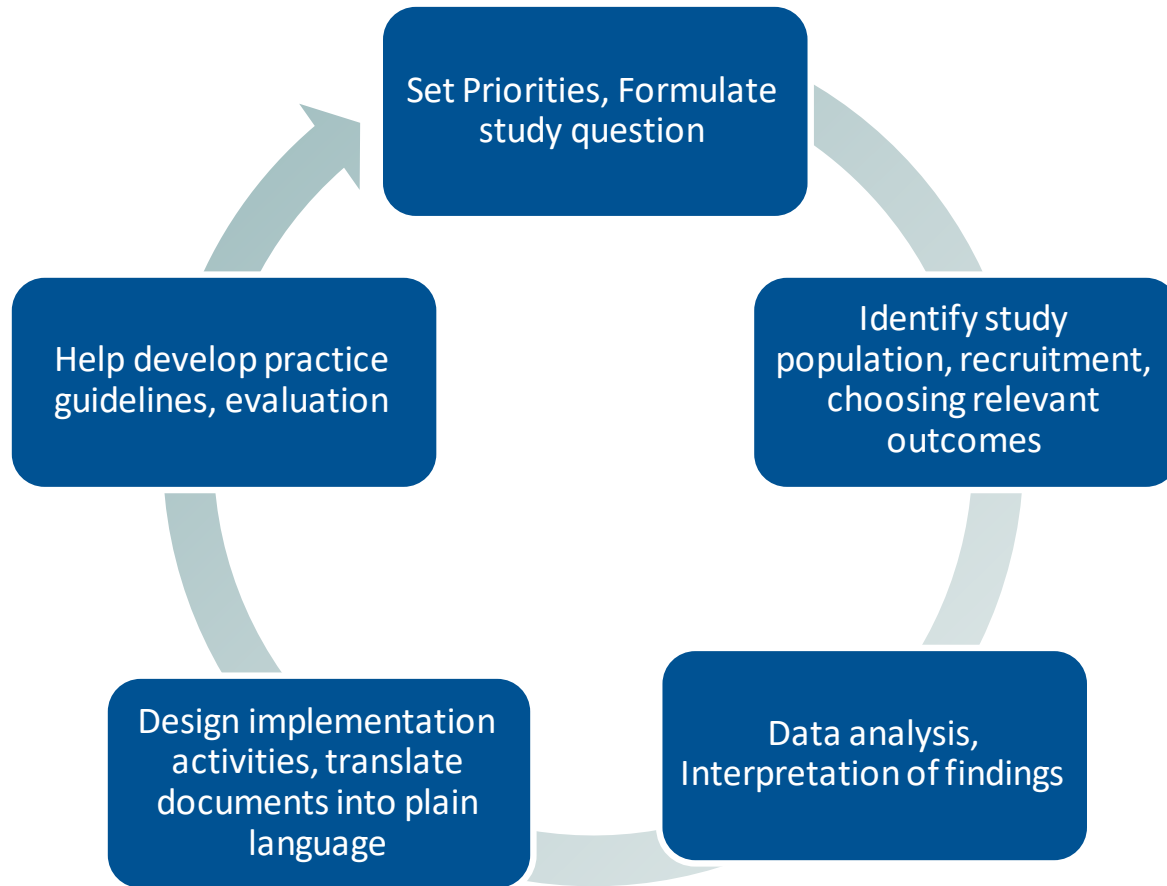 Set Priorities, Formulate
study question
Identify study
population, recruitment,
choosing relevant
outcomes
Data analysis,
Interpretation of findings
Design implementation
activities, translate
documents into plain
language
Help develop practice
guidelines, evaluation